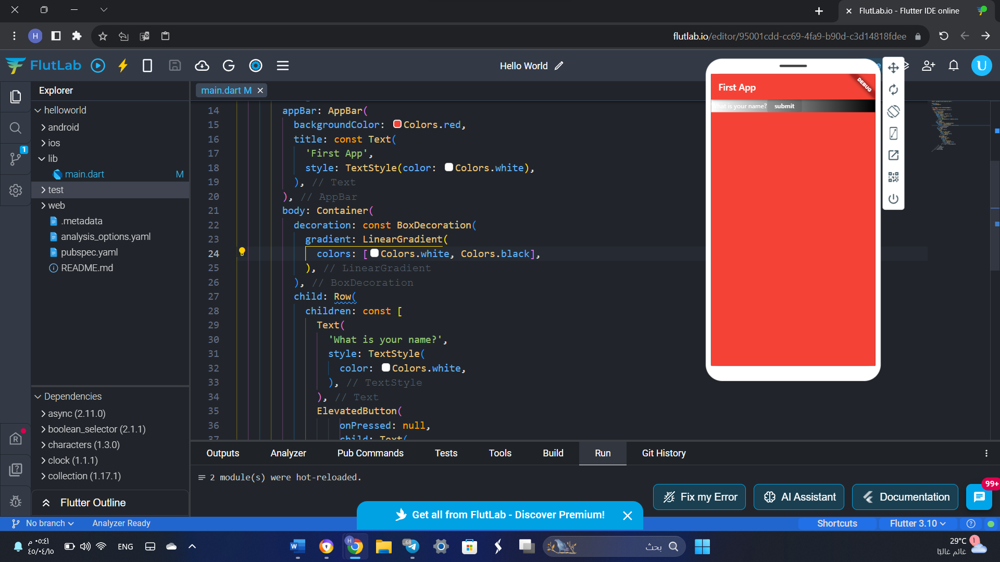 FlutLab.io - Flutter IDE online
H
flutlab.io/editor/95001cdd-cc69-4fa9-b90d-c3d14818fdee
FlutLab
Hello World
U
Explorer
main.dart M
helloworld
android
ios
lib
main.dart M
test
web
.metadata
analysis_options.yaml
pubspec.yaml
README.md
1
14 appBar: AppBar(
15 backgroundColor: Colors.red,
16 title: const Text(
17 'First App',
18 style: TextStyle(color: Colors.white),
19 ), // Text
20 ), // AppBar
21 body: Container(
22 decoration: const BoxDecoration(
23 gradient: LinearGradient(
24 colors: [Colors.white, Colors.black],
25 ), // LinearGradient
26 ), // BoxDecoration
27 child: Row(
28 children: const [
29 Text(
30 'What is your name?',
31 style: TextStyle(
32 color: Colors.white,
33 ), // TextStyle
34 ), // Text
35 ElevatedButton(
36 onPressed: null,
37 child: Text(
First App
DEBUG
What is your name? submit
Dependencies
async (2.11.0)
boolean_selector (2.1.1)
characters (1.3.0)
clock (1.1.1)
collection (1.17.1)
Flutter Outline
R
Outputs Analyzer Pub Commands Tests Tools Build Run Git History
2 module(s) were hot-reloaded.
Fix my Error
AI Assistant
Documentation
99+
Get all from FlutLab - Discover Premium!
No branch
Analyzer Ready
Shortcuts
Flutter 3.10
٠٥:٤١ م
٤٥/٠٤/١٥
ENG
W
H
68
بحث
29°C
غائم غالبًا
1